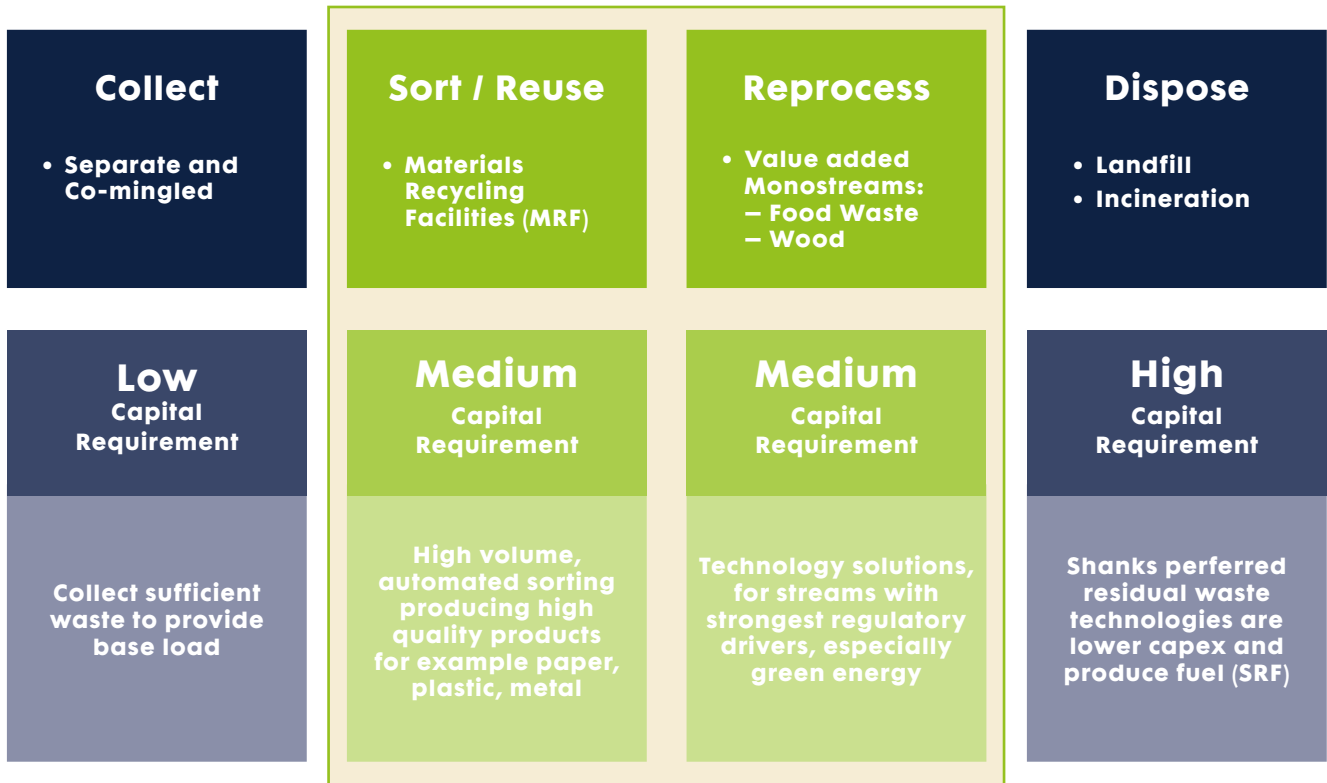 Collect
• Separate and
Co-mingled
Sort / Reuse
• Materials
Recycling
Facilities (MRF)
Reprocess
• Value added
Monostreams:
– Food Waste
– Wood
Dispose
• Landfill
• Incineration
Low
Capital
Requirement
Medium
Capital
Requirement
Medium
Capital
Requirement
High
Capital
Requirement
Collect sufficient
waste to provide
base load
High volume,
automated sorting
producing high
quality products
for example paper,
plastic, metal
Technology solutions,
for streams with
strongest regulatory
drivers, especially
green energy
Shanks perferred
residual waste
technologies are
lower capex and
produce fuel (SRF)